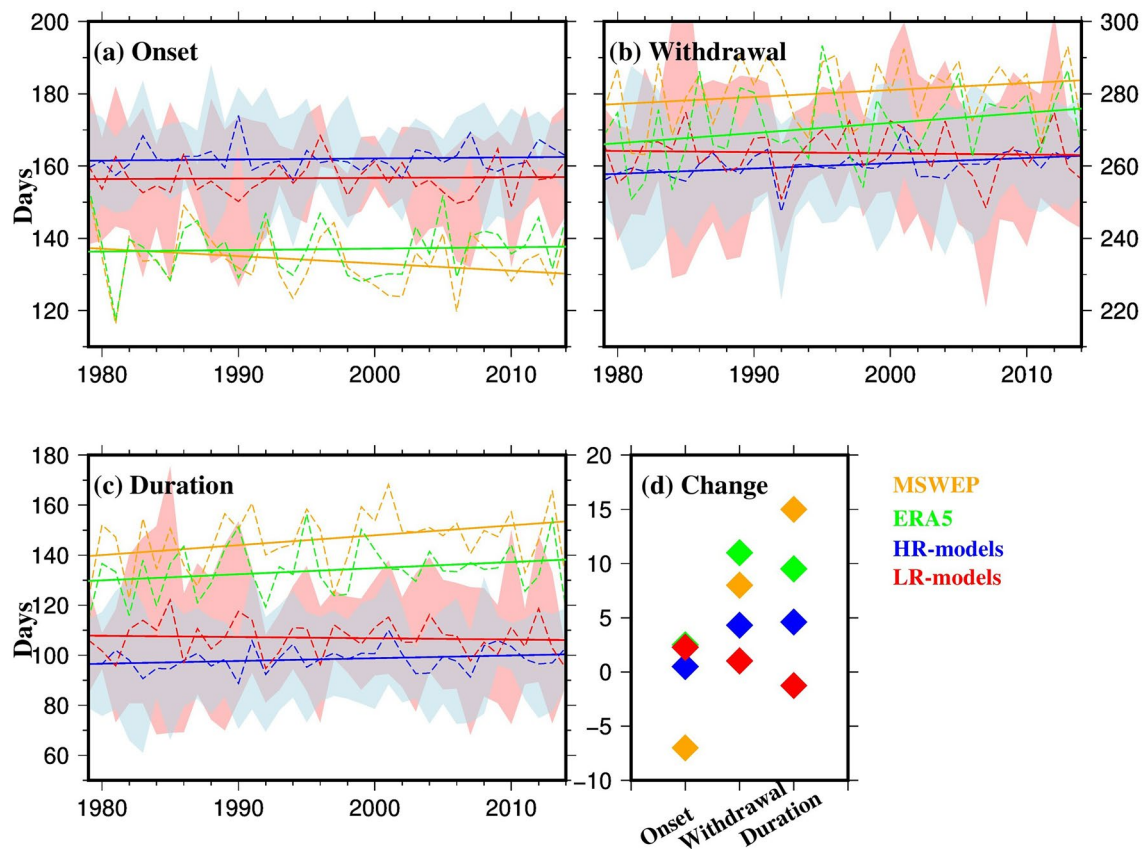 200
180
160
140
120
(a) Onset
Days
1980
1990
2000
2010
(b) Withdrawal
300
280
260
240
220
1980
1990
2000
2010
180
160
140
120
100
80
60
(c) Duration
Days
1980
1990
2000
2010
20
15
10
5
0
−5
−10
(d) Change
Onset
Withdrawal
Duration
MSWEP
ERA5
HR-models
LR-models